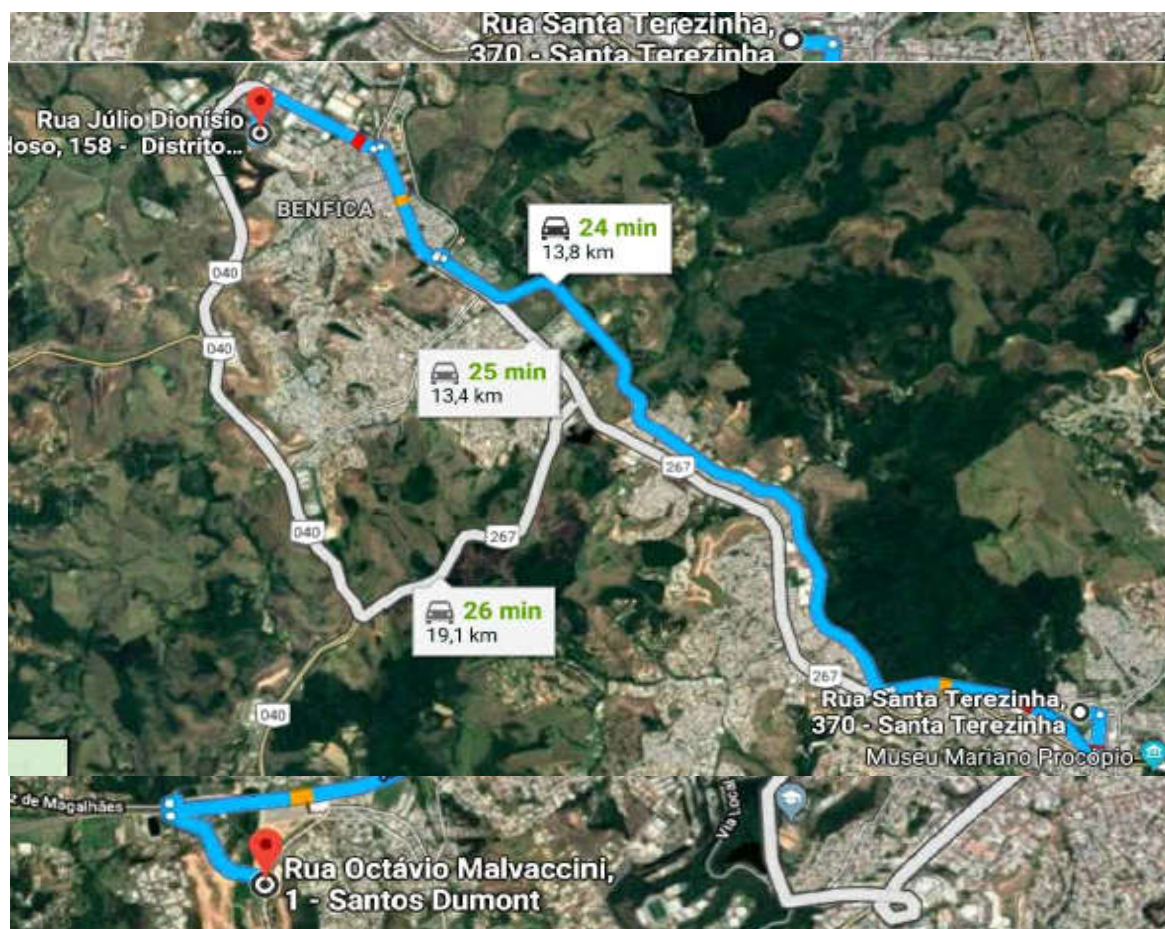 Rua Santa Terezinha,
370 - Santa Terezinha
Rua Júlio Dionísio
doso, 158 - Distrito...
BENFICA
24 min
13,8 km
040
040
25 min
13,4 km
267
040
267
26 min
19,1 km
267
040
Rua Santa Terezinha,
370 - Santa Terezinha
Museu Mariano Procópio
z de Magalhães
Via Local
Rua Octávio Malvaccini,
1 - Santos Dumont